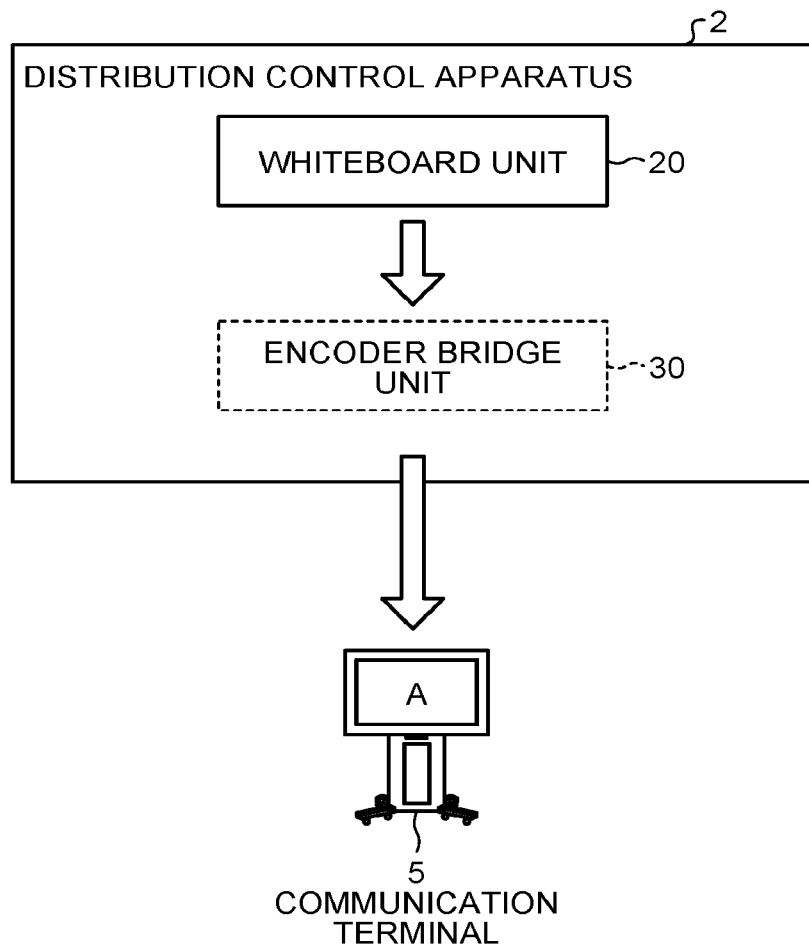 2
DISTRIBUTION CONTROL APPARATUS
WHITEBOARD UNIT
20
ENCODER BRIDGE
UNIT
30
A
5
COMMUNICATION
TERMINAL